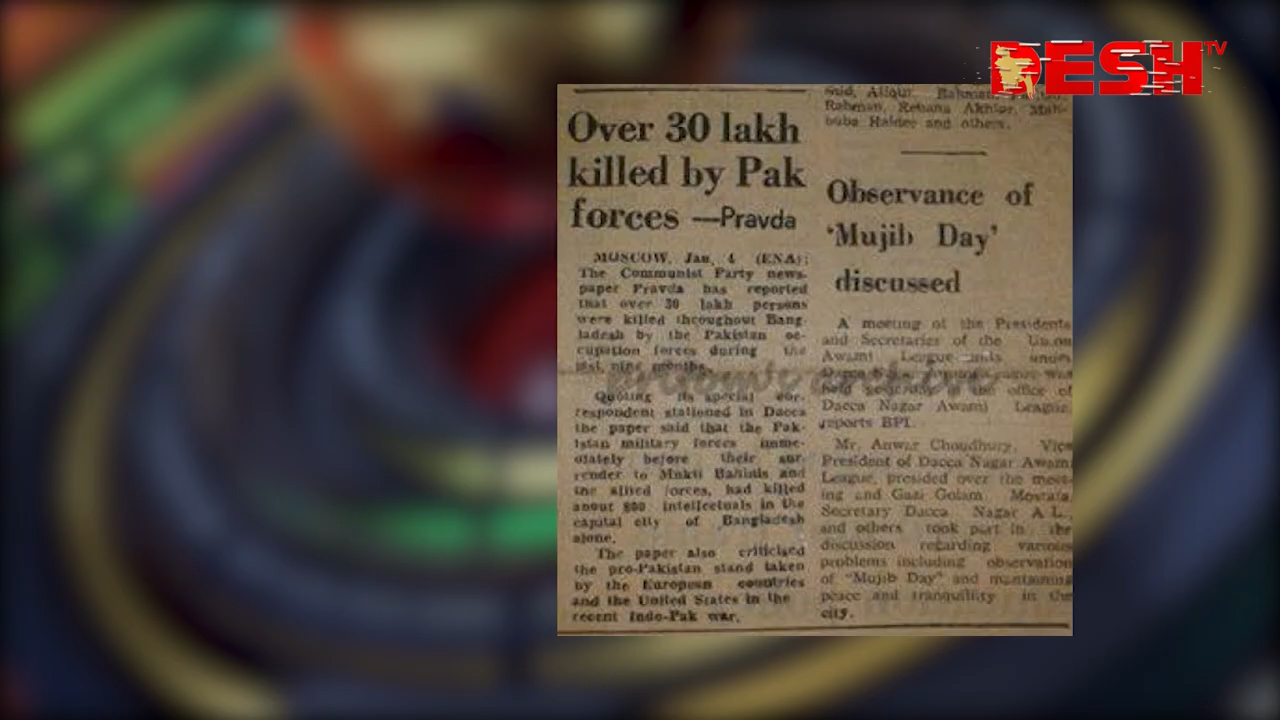 DESH TV
Over 30 lakh
killed by Pak
forces —Pravda
MOSCOW, Jan. 4 (ENA):
The Communist Party news-
paper Pravda has reported
that over 30 lakh persons
were killed throughout Bang-
ladesh by the Pakistan oc-
cupation forces during the
last nine months.
Quoting its special cor-
respondent stationed in Dacca
the paper said that the Pak-
istan military forces imme-
diately before their sur-
render to Mukti Bahinis and
the allied forces, had killed
about 800 intellectuals in the
capital city of Bangladesh
alone.
The paper also criticised
the pro-Pakistan stand taken
by the European countries
and the United States in the
recent Indo-Pak war.
Rahman, Rehana Akhter, Mah-
buba Haider and others.
Observance of
'Mujib Day'
discussed
A meeting of the Presidents
and Secretaries of the Union
Awami League under
was
held at the office of
Dacca Nagar Awami League,
reports BPI.
Mr. Anwar Choudhury, Vice
President of Dacca Nagar Awami
League, presided over the meet-
ing and Gazi Golam Mostafa,
Secretary Dacca Nagar A.L.,
and others took part in the
discussion regarding various
problems including observation
of "Mujib Day" and maintaining
peace and tranquillity in the
city.